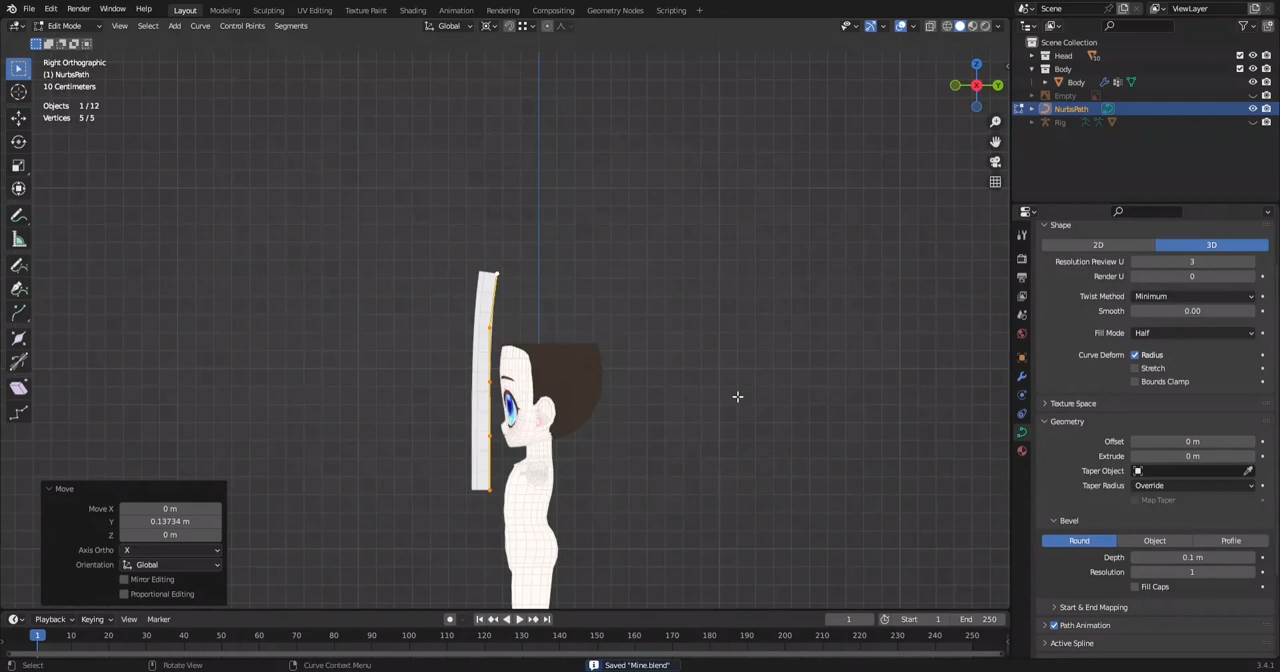 File Edit Render Window Help Layout Modeling Sculpting UV Editing Texture Paint Shading Animation Rendering Compositing Geometry Nodes Scripting + Scene ViewLayer
Edit Mode View Select Add Curve Control Points Segments Global
Right Orthographic
(1) NurbsPath
10 Centimeters
Objects 1/12
Vertices 5/5
Z
X
Y
Scene Collection
Head 10
Body
Body
Empty
NurbsPath
Rig
Shape
2D 3D
Resolution Preview U 3
Render U 0
Twist Method Minimum
Smooth 0.00
Fill Mode Half
Curve Deform Radius
Stretch
Bounds Clamp
Texture Space
Geometry
Offset 0 m
Extrude 0 m
Taper Object
Taper Radius Override
Map Taper
Bevel
Round Object Profile
Depth 0.1 m
Resolution 1
Fill Caps
Start & End Mapping
Path Animation
Active Spline
Move
Move X 0 m
Y 0.13734 m
Z 0 m
Axis Ortho X
Orientation Global
Mirror Editing
Proportional Editing
Playback Keying View Marker 1 Start 1 End 250
1 10 20 30 40 50 60 70 80 90 100 110 120 130 140 150 160 170 180 190 200 210 220 230 240 250
Select Rotate View Curve Context Menu Saved "Mine.blend" 3.4.1